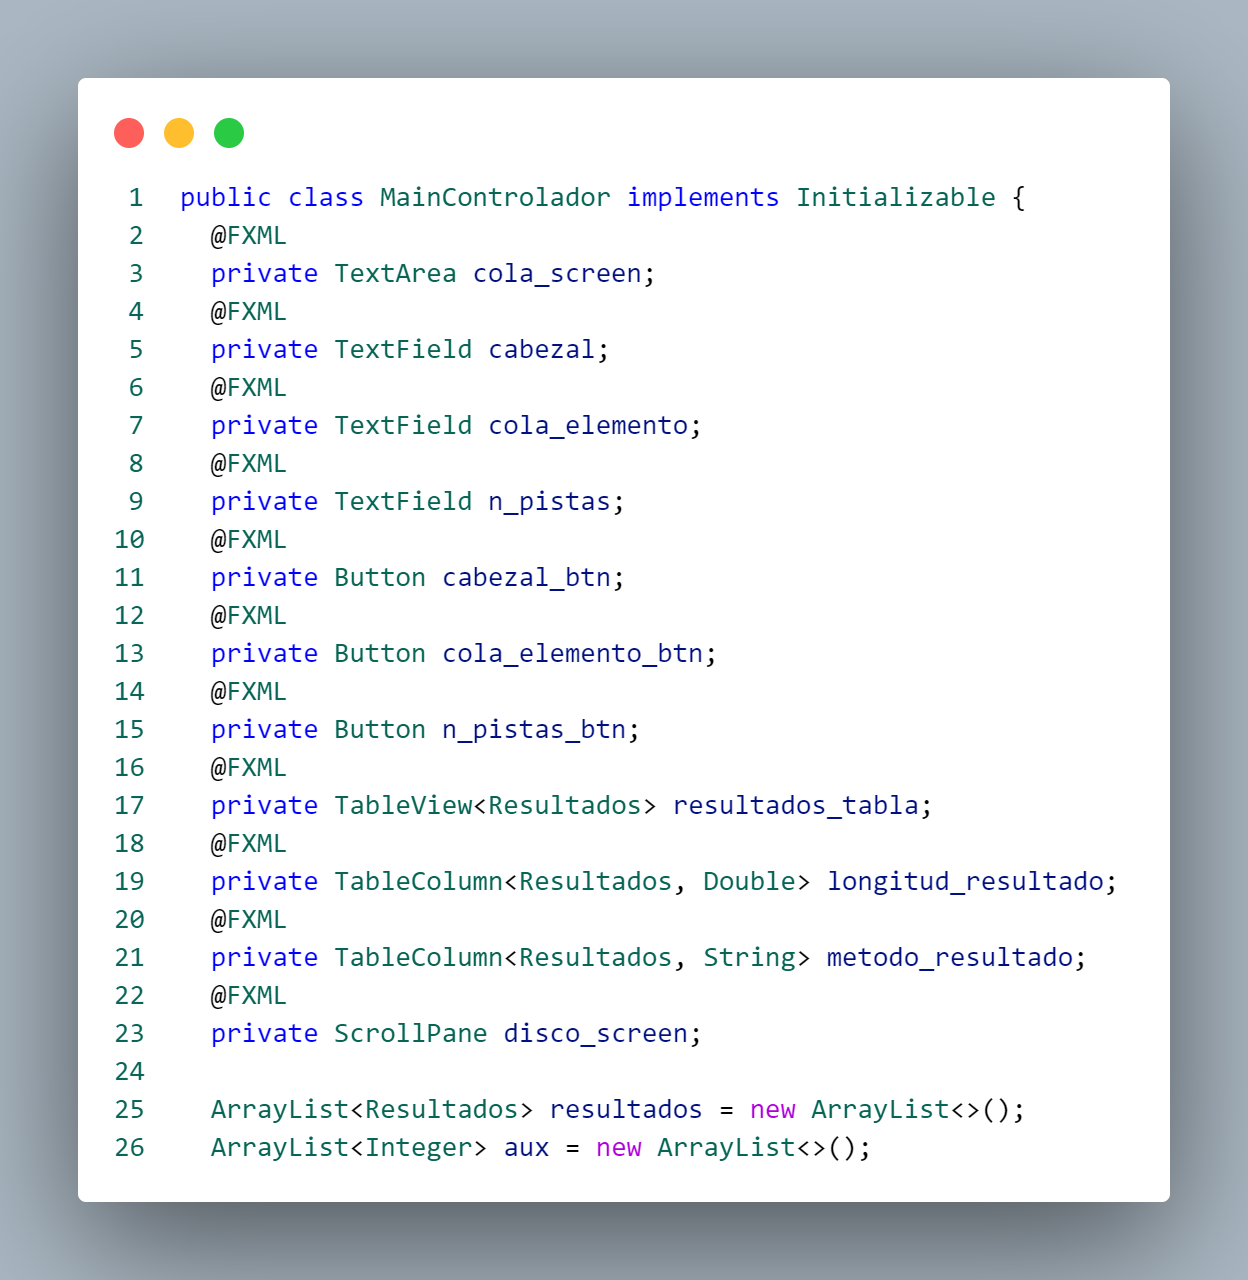 1 public class MainControlador implements Initializable {
2 @FXML
3 private TextArea cola_screen;
4 @FXML
5 private TextField cabezal;
6 @FXML
7 private TextField cola_elemento;
8 @FXML
9 private TextField n_pistas;
10 @FXML
11 private Button cabezal_btn;
12 @FXML
13 private Button cola_elemento_btn;
14 @FXML
15 private Button n_pistas_btn;
16 @FXML
17 private TableView<Resultados> resultados_tabla;
18 @FXML
19 private TableColumn<Resultados, Double> longitud_resultado;
20 @FXML
21 private TableColumn<Resultados, String> metodo_resultado;
22 @FXML
23 private ScrollPane disco_screen;
24
25 ArrayList<Resultados> resultados = new ArrayList<>();
26 ArrayList<Integer> aux = new ArrayList<>();